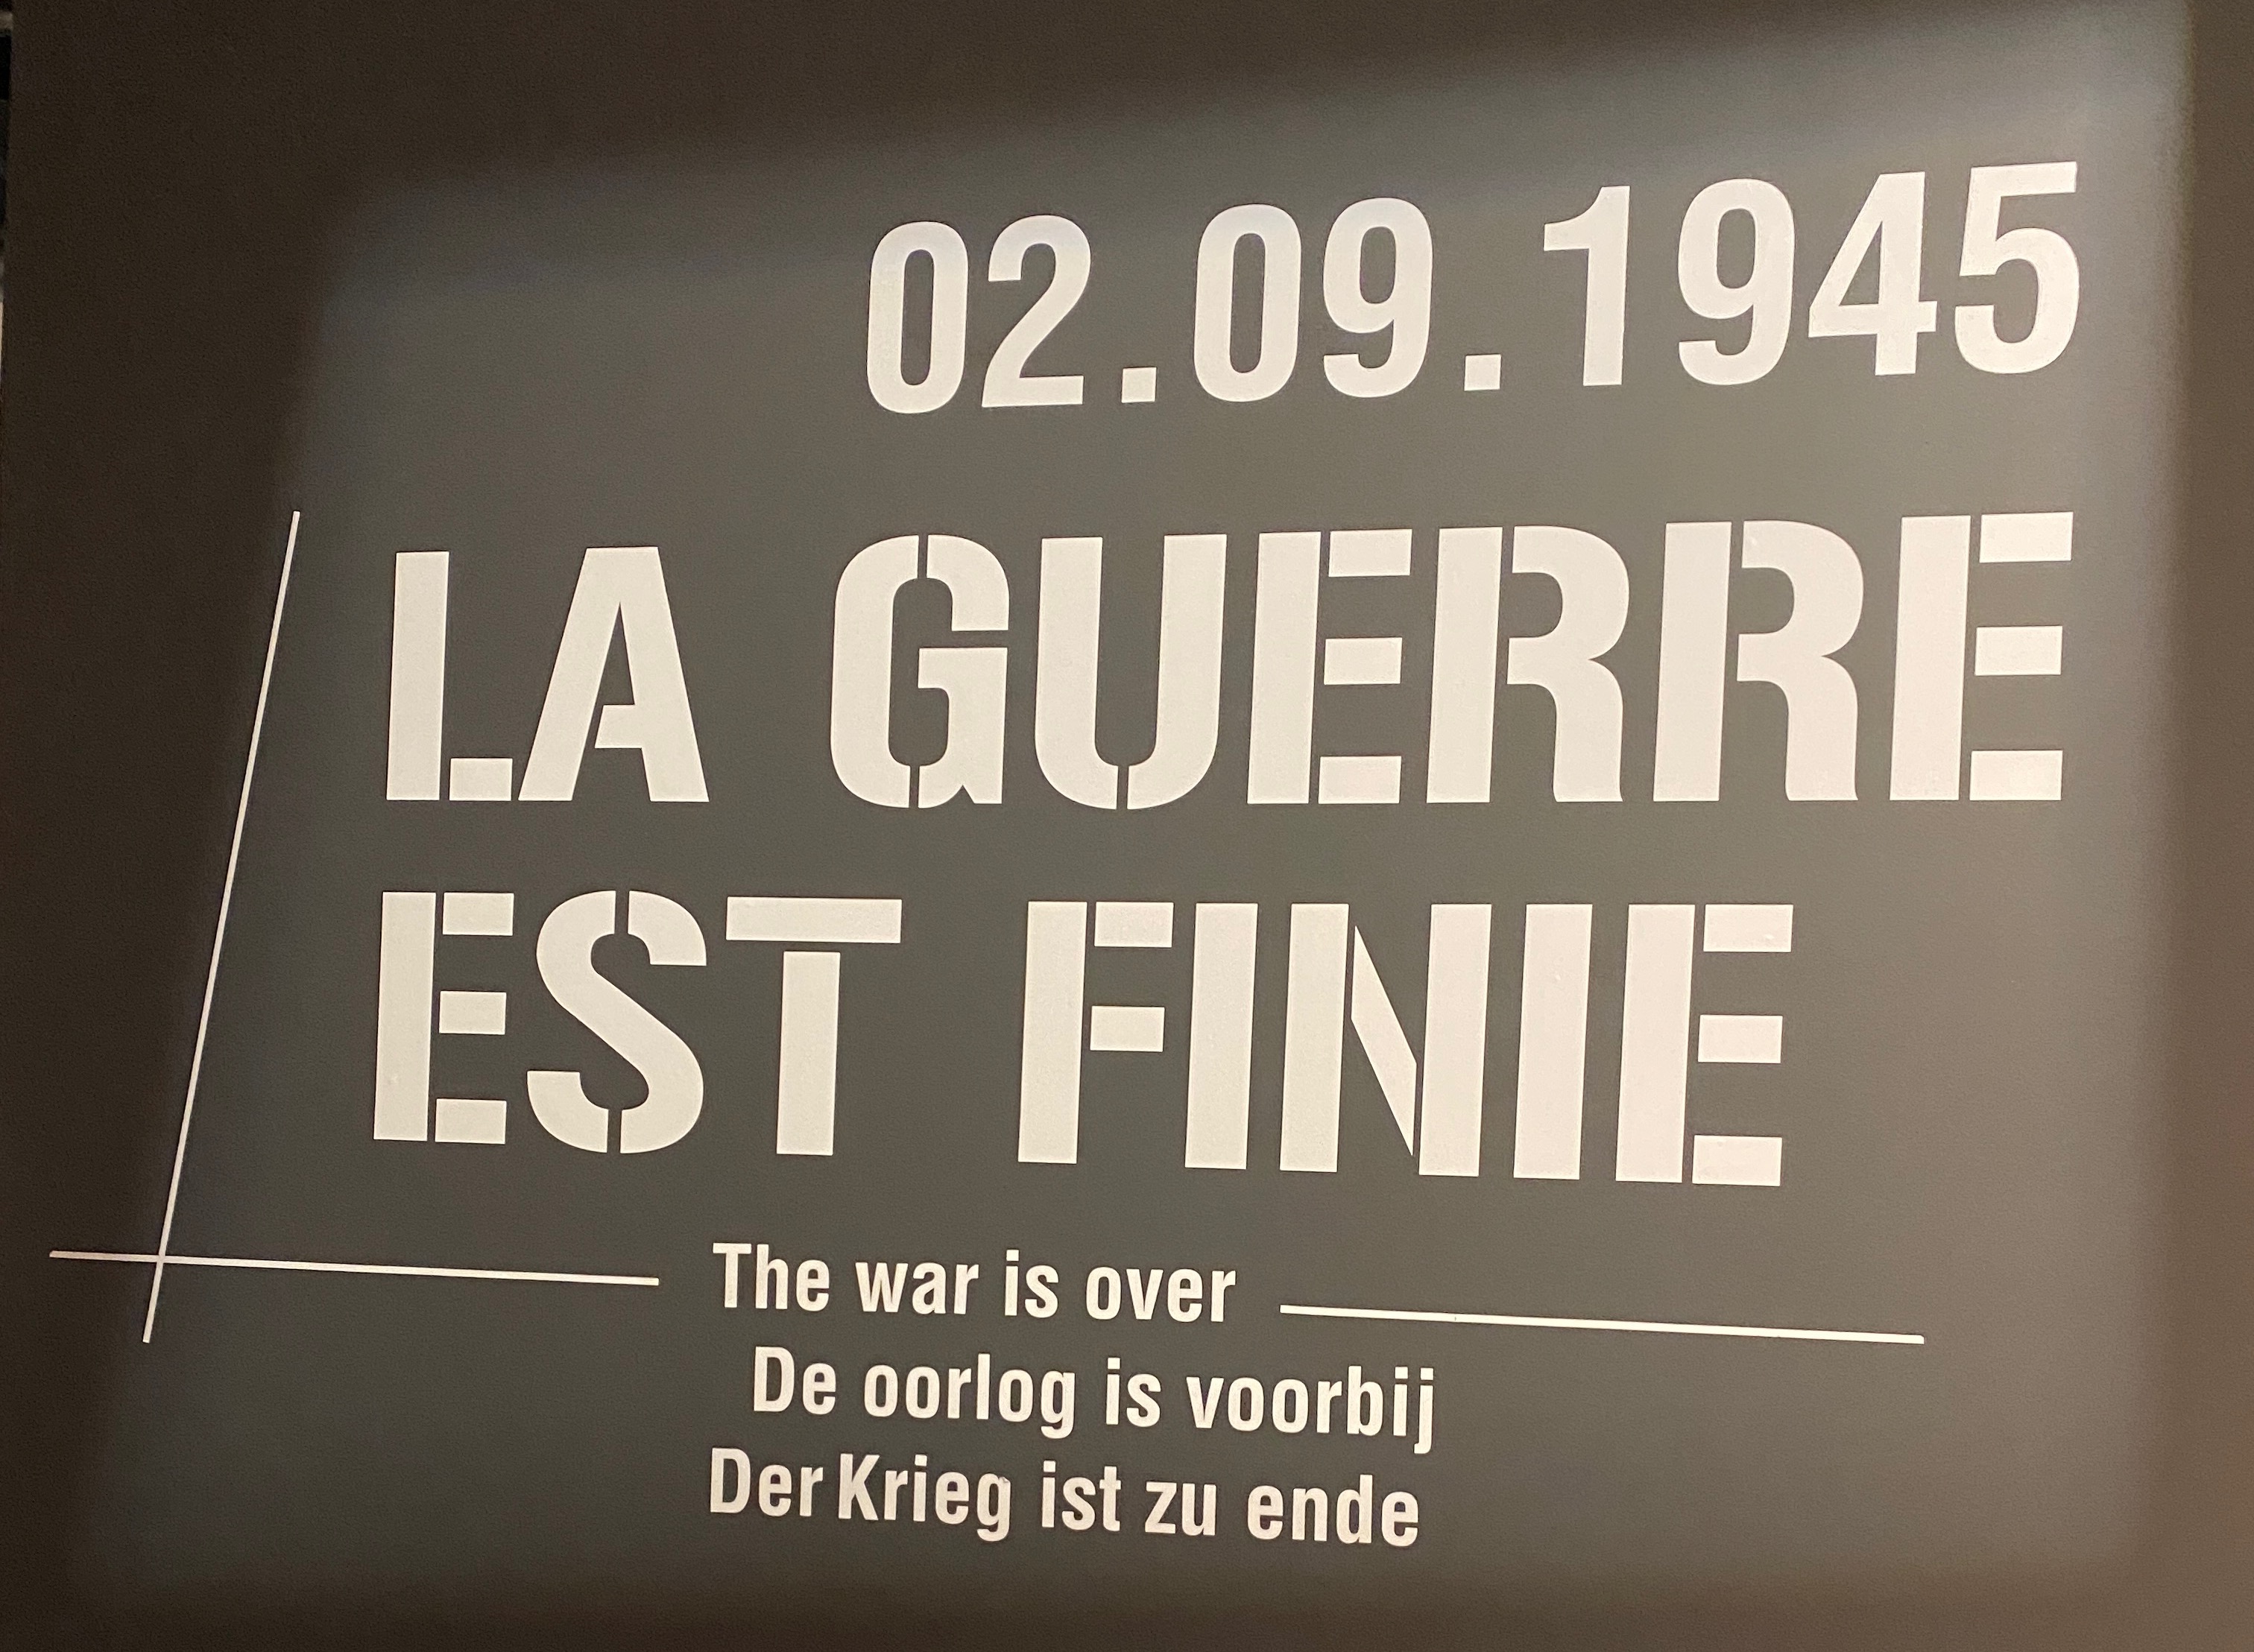 02.09.1945
LA GUERRE
EST FINIE
The war is over
De oorlog is voorbij
Der Krieg ist zu ende